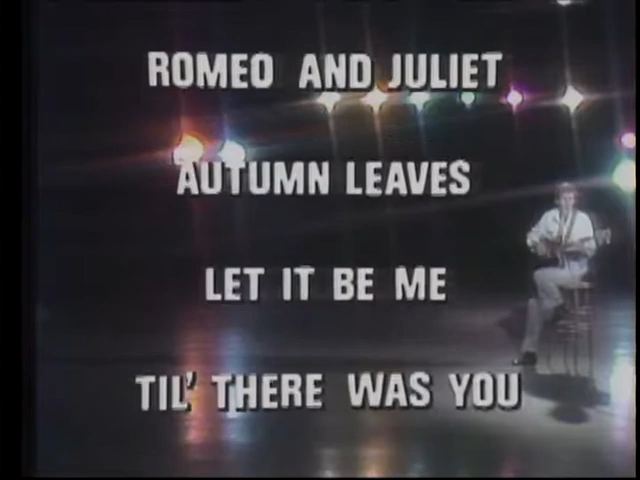 ROMEO AND JULIET
AUTUMN LEAVES
LET IT BE ME
TIL' THERE WAS YOU